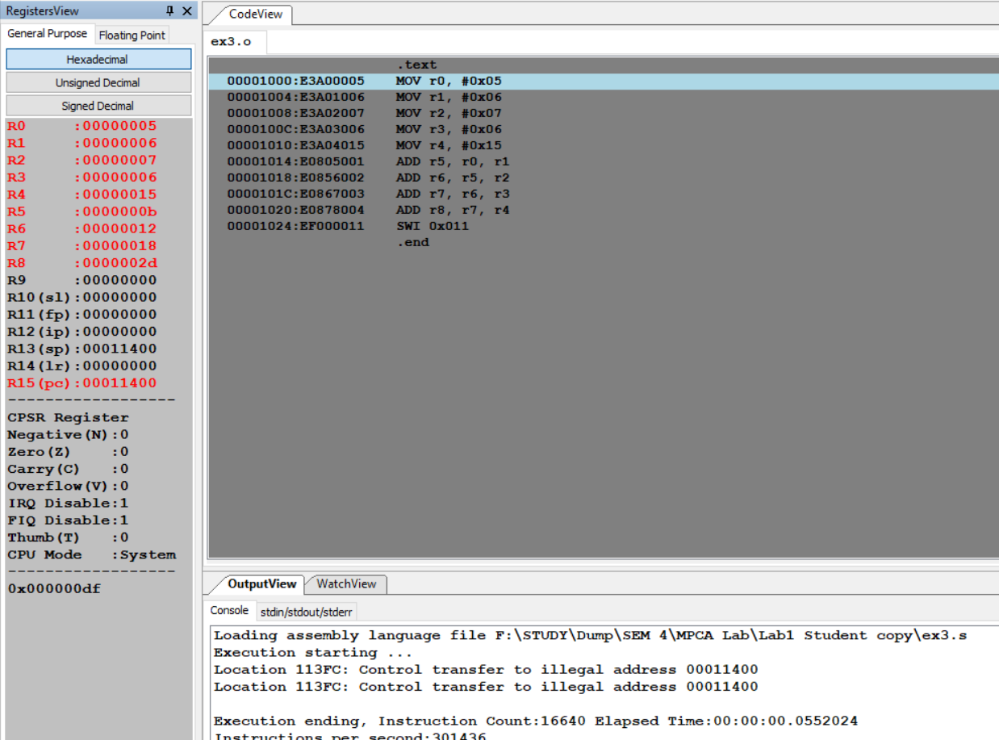 RegistersView
General Purpose Floating Point
Hexadecimal
Unsigned Decimal
Signed Decimal
R0 :00000005
R1 :00000006
R2 :00000007
R3 :00000006
R4 :00000015
R5 :0000000b
R6 :00000012
R7 :00000018
R8 :0000002d
R9 :00000000
R10(sl):00000000
R11(fp):00000000
R12(ip):00000000
R13(sp):00011400
R14(lr):00000000
R15(pc):00011400
------------------
CPSR Register
Negative(N):0
Zero(Z) :0
Carry(C) :0
Overflow(V):0
IRQ Disable:1
FIQ Disable:1
Thumb(T) :0
CPU Mode :System
------------------
0x000000df
CodeView
ex3.o
.text
00001000:E3A00005 MOV r0, #0x05
00001004:E3A01006 MOV r1, #0x06
00001008:E3A02007 MOV r2, #0x07
0000100C:E3A03006 MOV r3, #0x06
00001010:E3A04015 MOV r4, #0x15
00001014:E0805001 ADD r5, r0, r1
00001018:E0856002 ADD r6, r5, r2
0000101C:E0867003 ADD r7, r6, r3
00001020:E0878004 ADD r8, r7, r4
00001024:EF000011 SWI 0x011
.end
OutputView WatchView
Console stdin/stdout/stderr
Loading assembly language file F:\STUDY\Dump\SEM 4\MPCA Lab\Lab1 Student copy\ex3.s
Execution starting ...
Location 113FC: Control transfer to illegal address 00011400
Location 113FC: Control transfer to illegal address 00011400
Execution ending, Instruction Count:16640 Elapsed Time:00:00:00.0552024
Instructions per second:301436